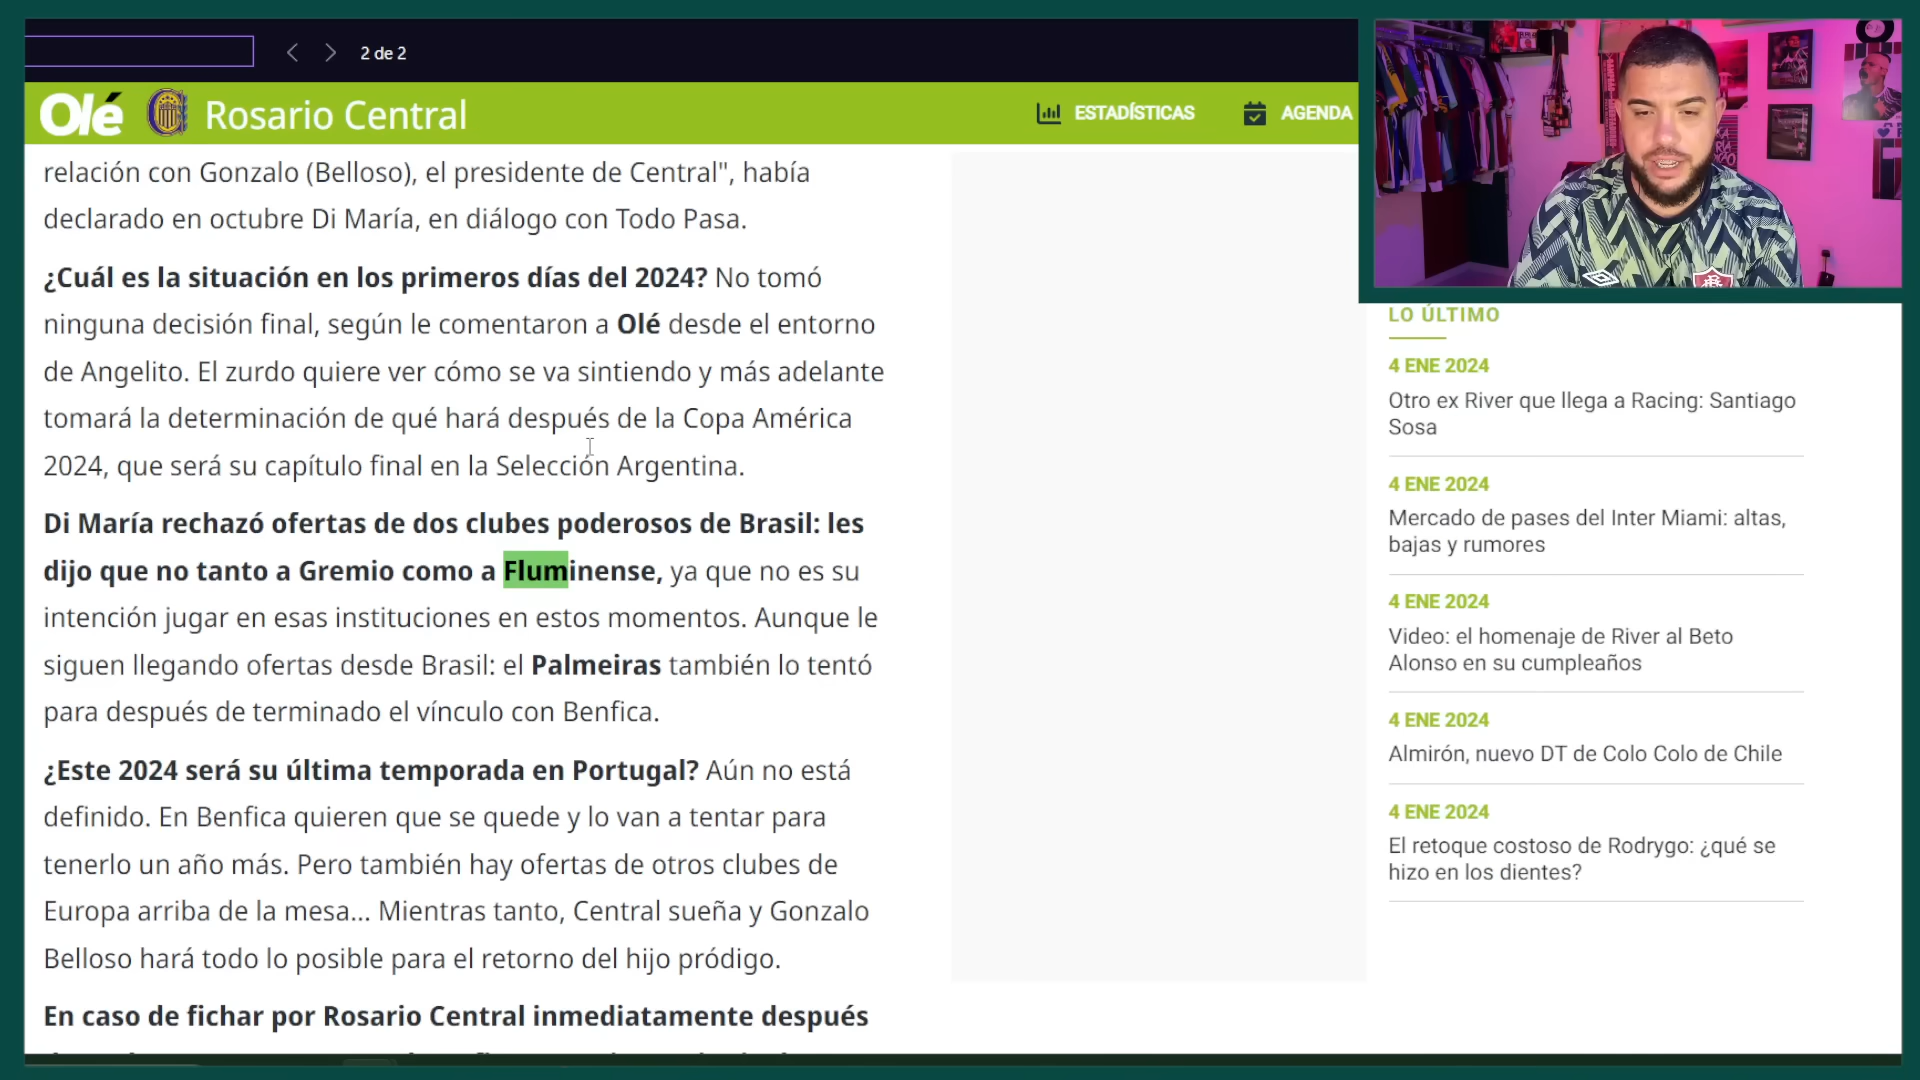 2 de 2
Olé Rosario Central
ESTADÍSTICAS
AGENDA
relación con Gonzalo (Belloso), el presidente de Central", había
declarado en octubre Di María, en diálogo con Todo Pasa.
¿Cuál es la situación en los primeros días del 2024? No tomó
ninguna decisión final, según le comentaron a Olé desde el entorno
de Angelito. El zurdo quiere ver cómo se va sintiendo y más adelante
tomará la determinación de qué hará después de la Copa América
2024, que será su capítulo final en la Selección Argentina.
Di María rechazó ofertas de dos clubes poderosos de Brasil: les
dijo que no tanto a Gremio como a Fluminense, ya que no es su
intención jugar en esas instituciones en estos momentos. Aunque le
siguen llegando ofertas desde Brasil: el Palmeiras también lo tentó
para después de terminado el vínculo con Benfica.
¿Este 2024 será su última temporada en Portugal? Aún no está
definido. En Benfica quieren que se quede y lo van a tentar para
tenerlo un año más. Pero también hay ofertas de otros clubes de
Europa arriba de la mesa... Mientras tanto, Central sueña y Gonzalo
Belloso hará todo lo posible para el retorno del hijo pródigo.
En caso de fichar por Rosario Central inmediatamente después
LO ÚLTIMO
4 ENE 2024
Otro ex River que llega a Racing: Santiago
Sosa
4 ENE 2024
Mercado de pases del Inter Miami: altas,
bajas y rumores
4 ENE 2024
Video: el homenaje de River al Beto
Alonso en su cumpleaños
4 ENE 2024
Almirón, nuevo DT de Colo Colo de Chile
4 ENE 2024
El retoque costoso de Rodrygo: ¿qué se
hizo en los dientes?